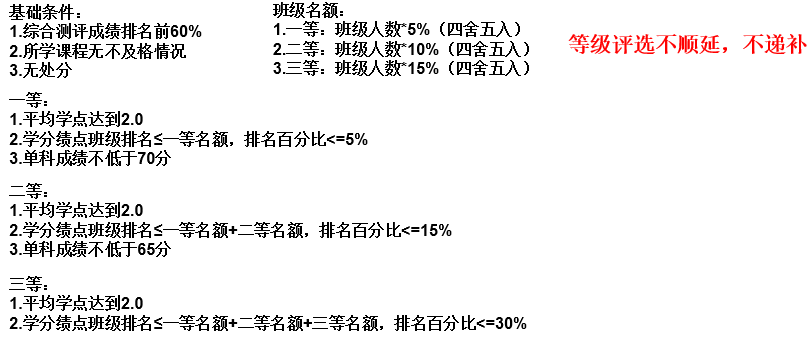 基础条件:
1.综合测评成绩排名前60%
2.所学课程无不及格情况
3.无处分
班级名额:
1.一等: 班级人数*5%（四舍五入）
2.二等: 班级人数*10%（四舍五入）
3.三等: 班级人数*15%（四舍五入）
等级评选不顺延，不递补
一等:
1.平均学点达到2.0
2.学分绩点班级排名≤一等名额，排名百分比<=5%
3.单科成绩不低于70分
二等:
1.平均学点达到2.0
2.学分绩点班级排名≤一等名额+二等名额，排名百分比<=15%
3.单科成绩不低于65分
三等:
1.平均学点达到2.0
2.学分绩点班级排名≤一等名额+二等名额+三等名额，排名百分比<=30%